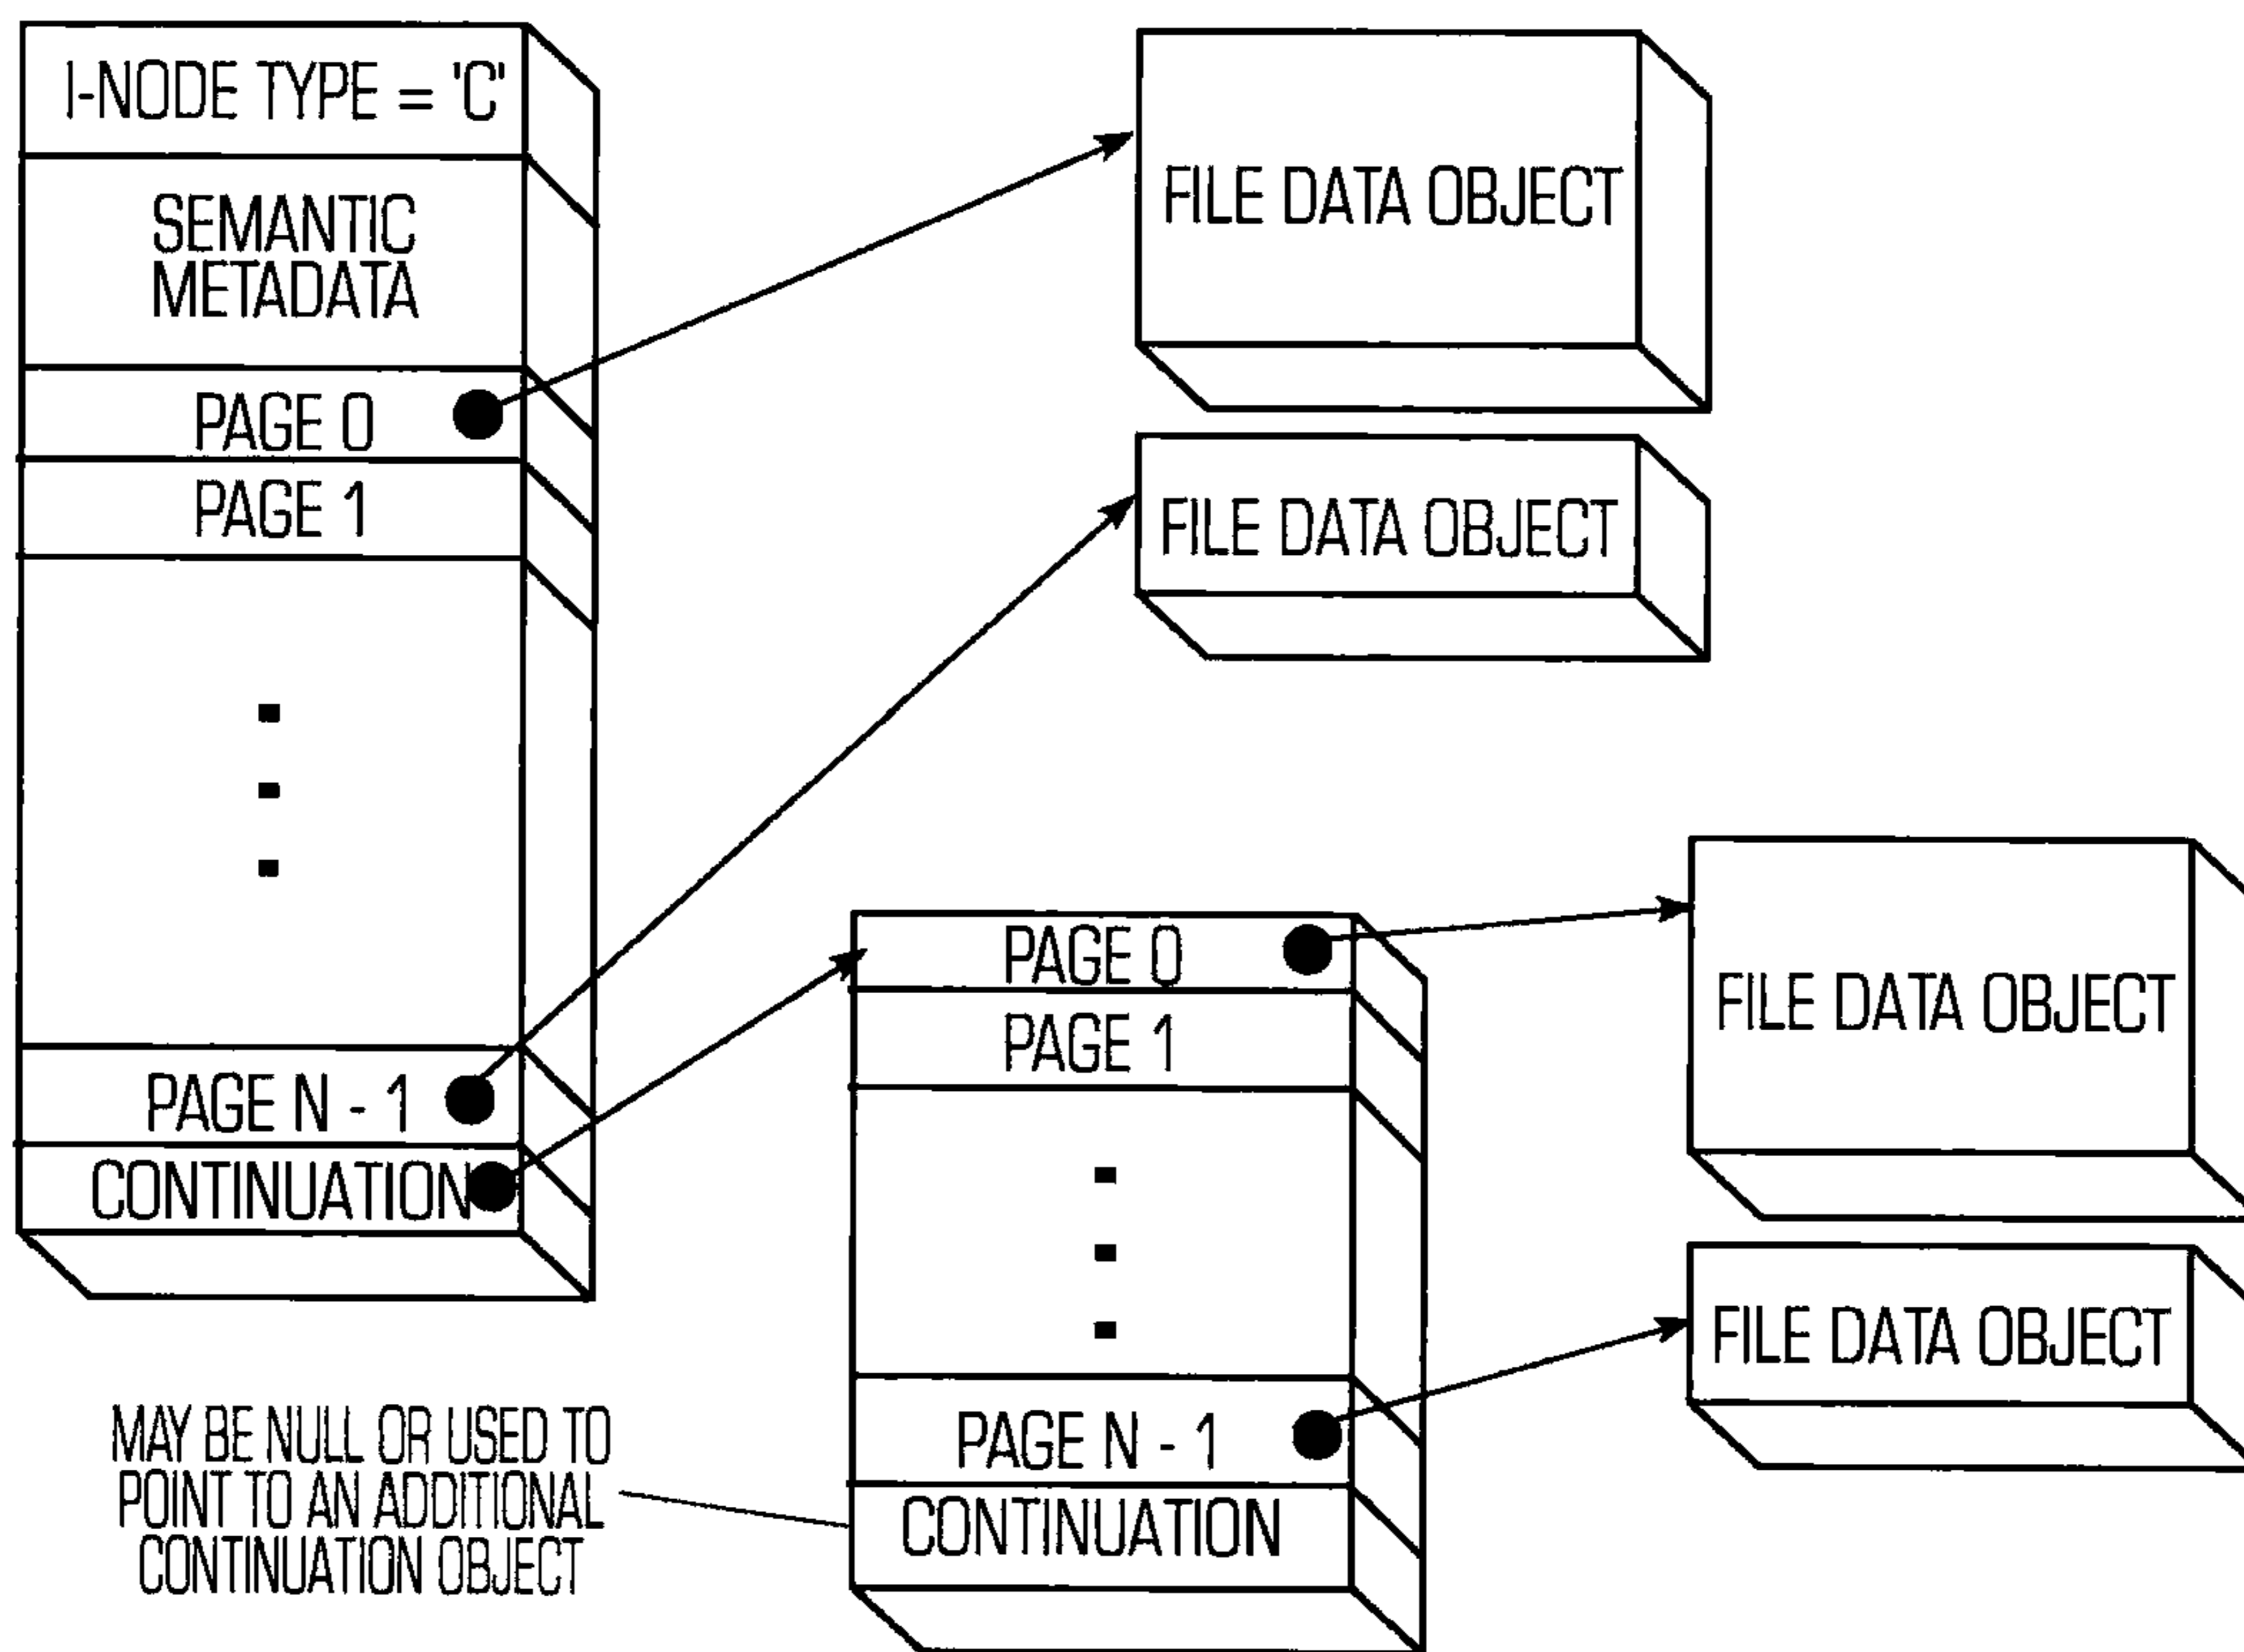 I-NODE TYPE = 'C'
SEMANTIC
METADATA
PAGE 0
PAGE 1
PAGE N - 1
CONTINUATION
FILE DATA OBJECT
FILE DATA OBJECT
PAGE 0
PAGE 1
PAGE N - 1
CONTINUATION
FILE DATA OBJECT
FILE DATA OBJECT
MAY BE NULL OR USED TO
POINT TO AN ADDITIONAL
CONTINUATION OBJECT